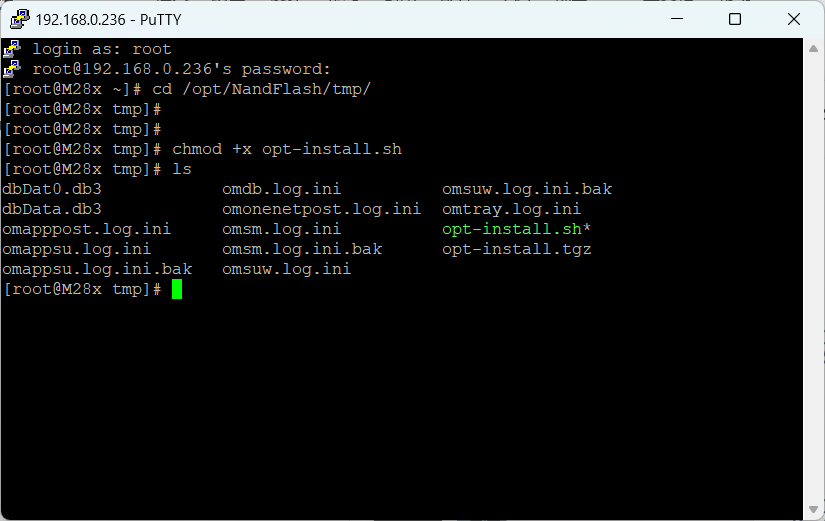 192.168.0.236 - PuTTY
login as: root
root@192.168.0.236's password:
[root@M28x ~]# cd /opt/NandFlash/tmp/
[root@M28x tmp]#
[root@M28x tmp]#
[root@M28x tmp]# chmod +x opt-install.sh
[root@M28x tmp]# ls
dbDat0.db3 omdb.log.ini omsuw.log.ini.bak
dbData.db3 omonenetpost.log.ini omtray.log.ini
omapppost.log.ini omsm.log.ini opt-install.sh*
omappsu.log.ini omsm.log.ini.bak opt-install.tgz
omappsu.log.ini.bak omsuw.log.ini
[root@M28x tmp]#